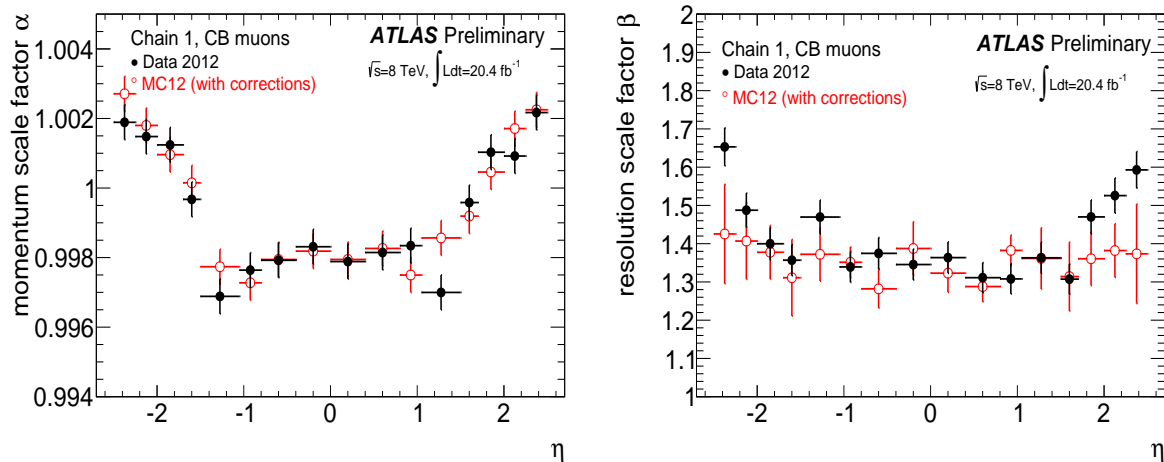 momentum scale factor α
1.004
1.002
1
0.998
0.996
0.994
Chain 1, CB muons
Data 2012
MC12 (with corrections)
ATLAS Preliminary
√s=8 TeV, ∫Ldt=20.4 fb⁻¹
-2 -1 0 1 2
η
resolution scale factor β
2
1.9
1.8
1.7
1.6
1.5
1.4
1.3
1.2
1.1
1
Chain 1, CB muons
Data 2012
MC12 (with corrections)
ATLAS Preliminary
√s=8 TeV, ∫Ldt=20.4 fb⁻¹
-2 -1 0 1 2
η